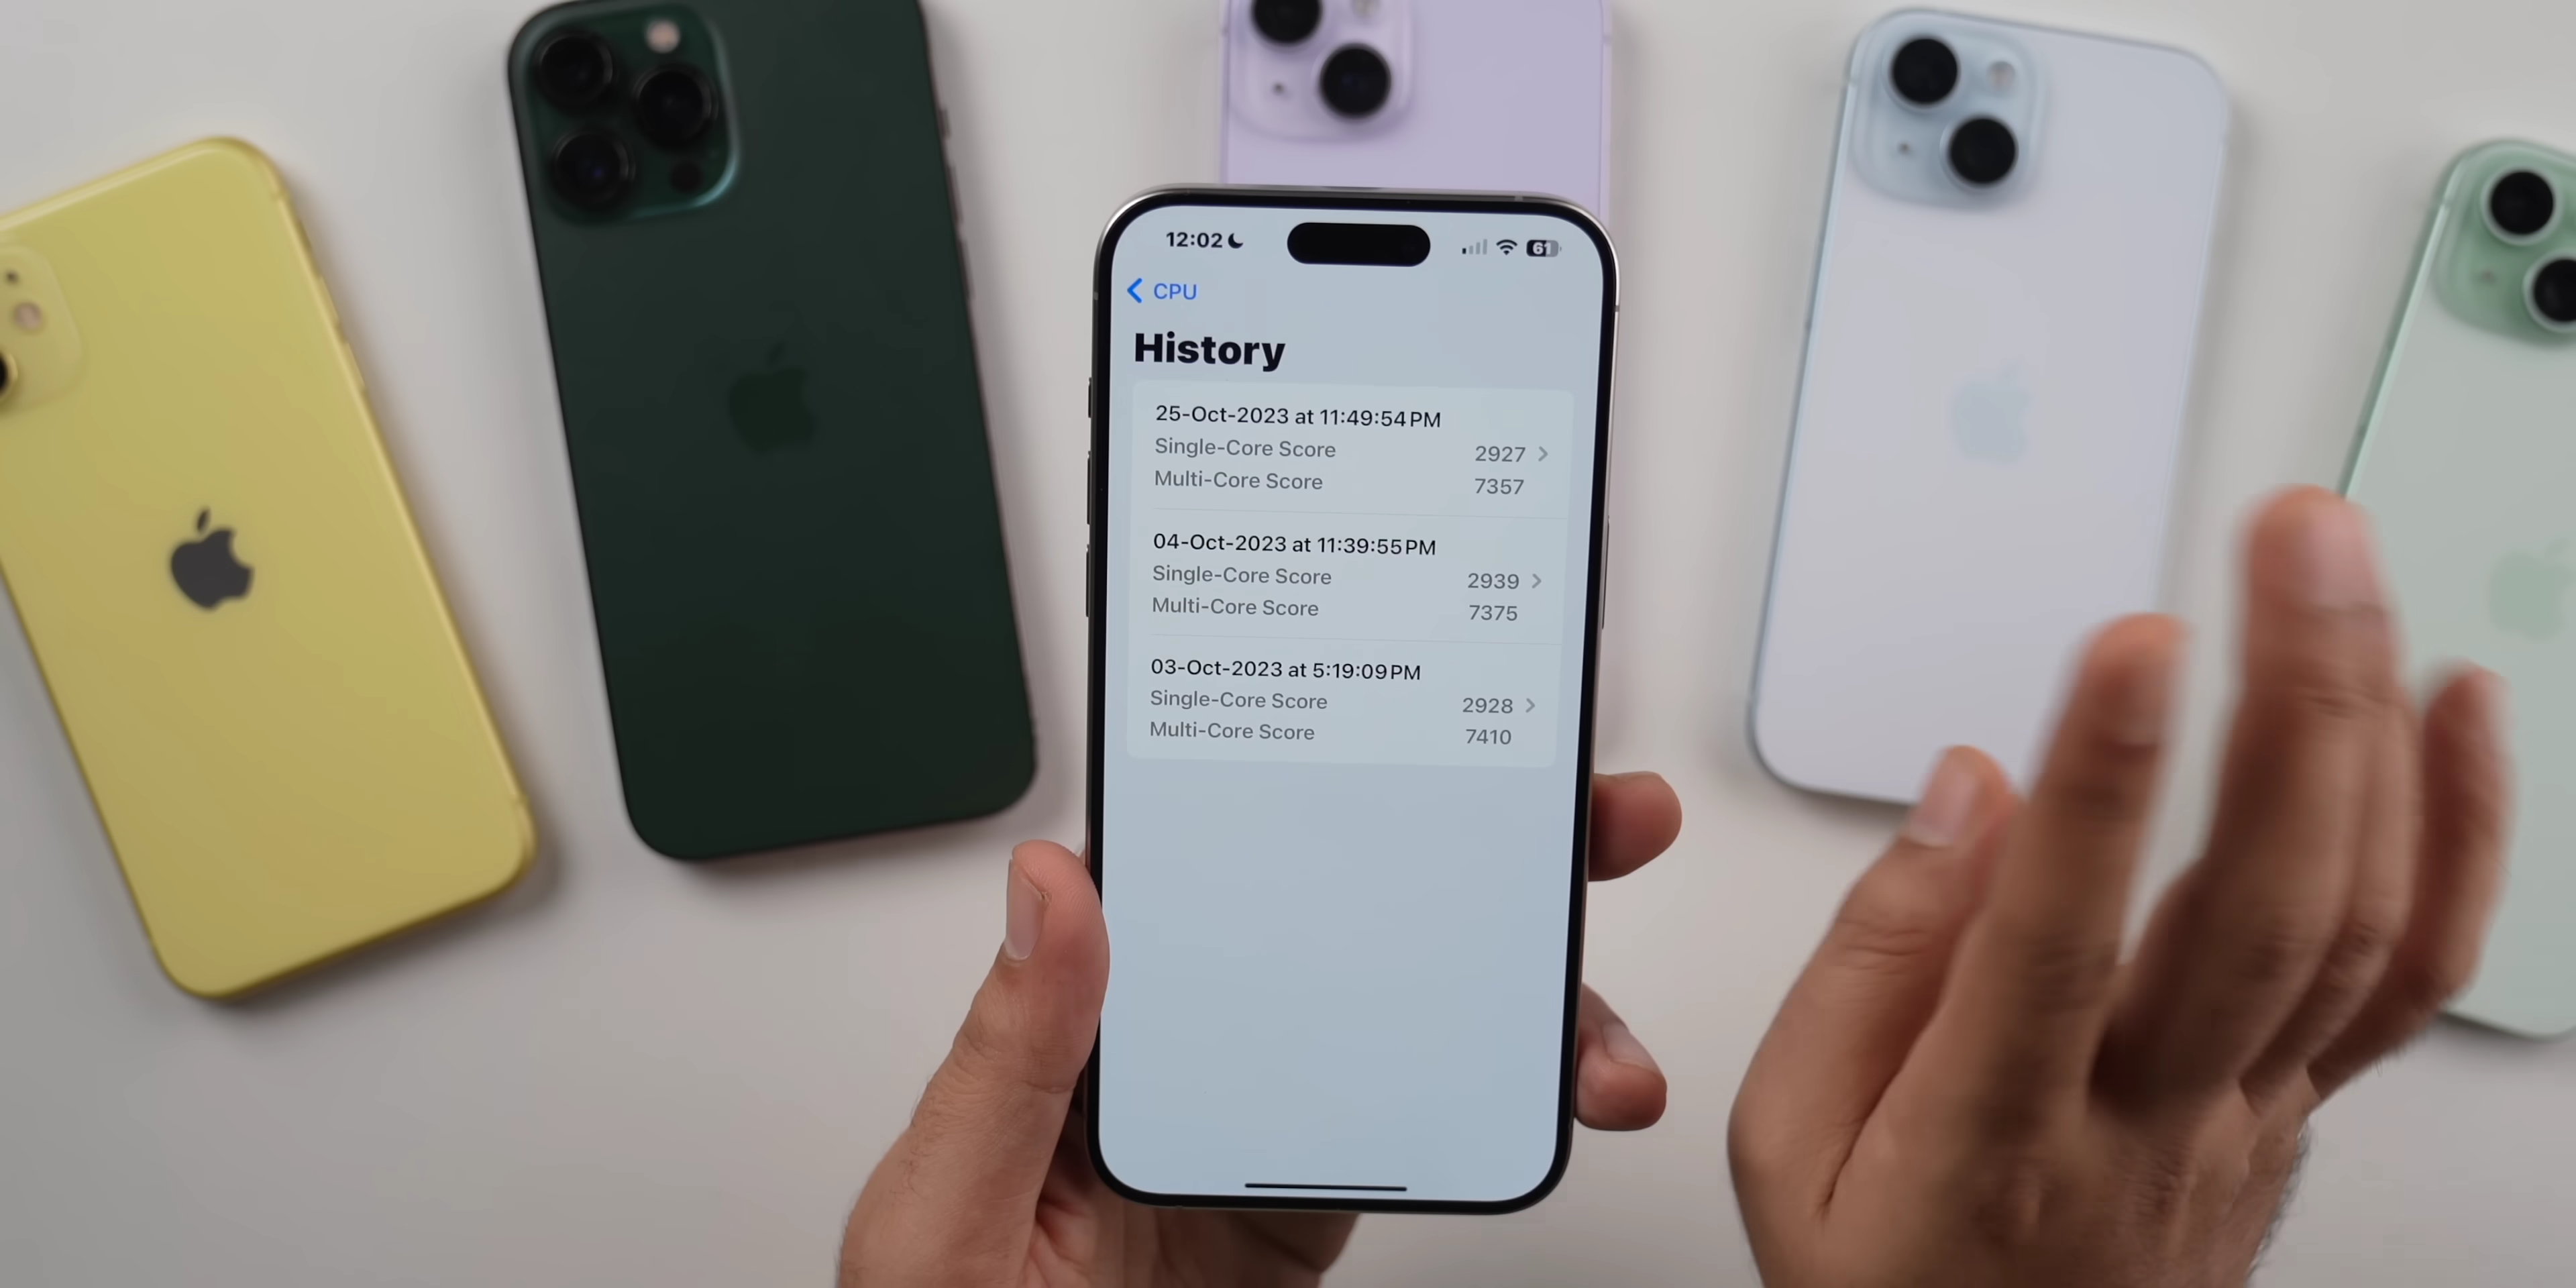 12:02
61
CPU
History
25-Oct-2023 at 11:49:54 PM
Single-Core Score 2927
Multi-Core Score 7357
04-Oct-2023 at 11:39:55 PM
Single-Core Score 2939
Multi-Core Score 7375
03-Oct-2023 at 5:19:09 PM
Single-Core Score 2928
Multi-Core Score 7410